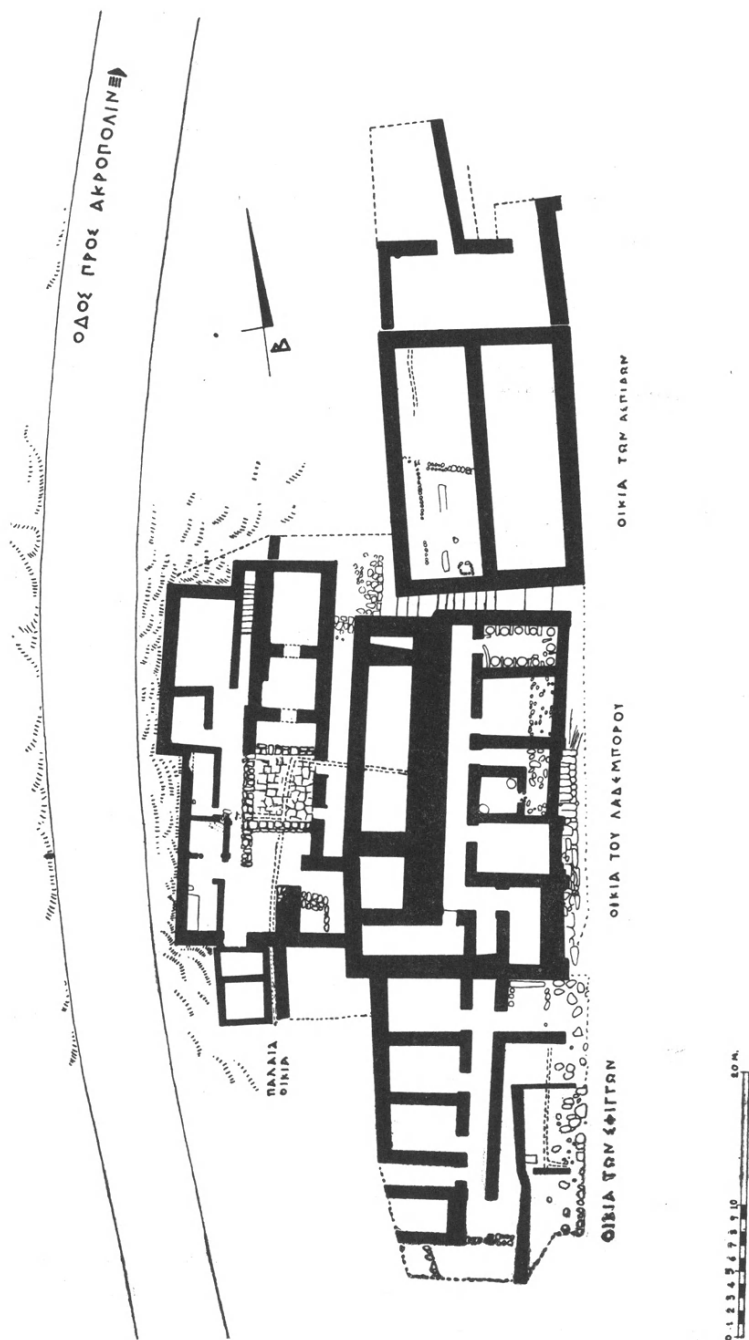 ΟΔΟΣ ΠΡΟΣ ΑΚΡΟΠΟΛΙΝ
Β
ΟΙΚΙΑ ΤΩΝ ΑΣΠΙΔΩΝ
ΟΙΚΙΑ ΤΟΥ ΛΑΔΕΜΠΟΡΟΥ
ΠΑΛΑΙΑ
ΟΙΚΙΑ
ΟΙΚΙΑ ΤΩΝ ΣΦΙΓΓΩΝ
0 1 2 3 4 5 6 7 8 9 10 20 Μ.